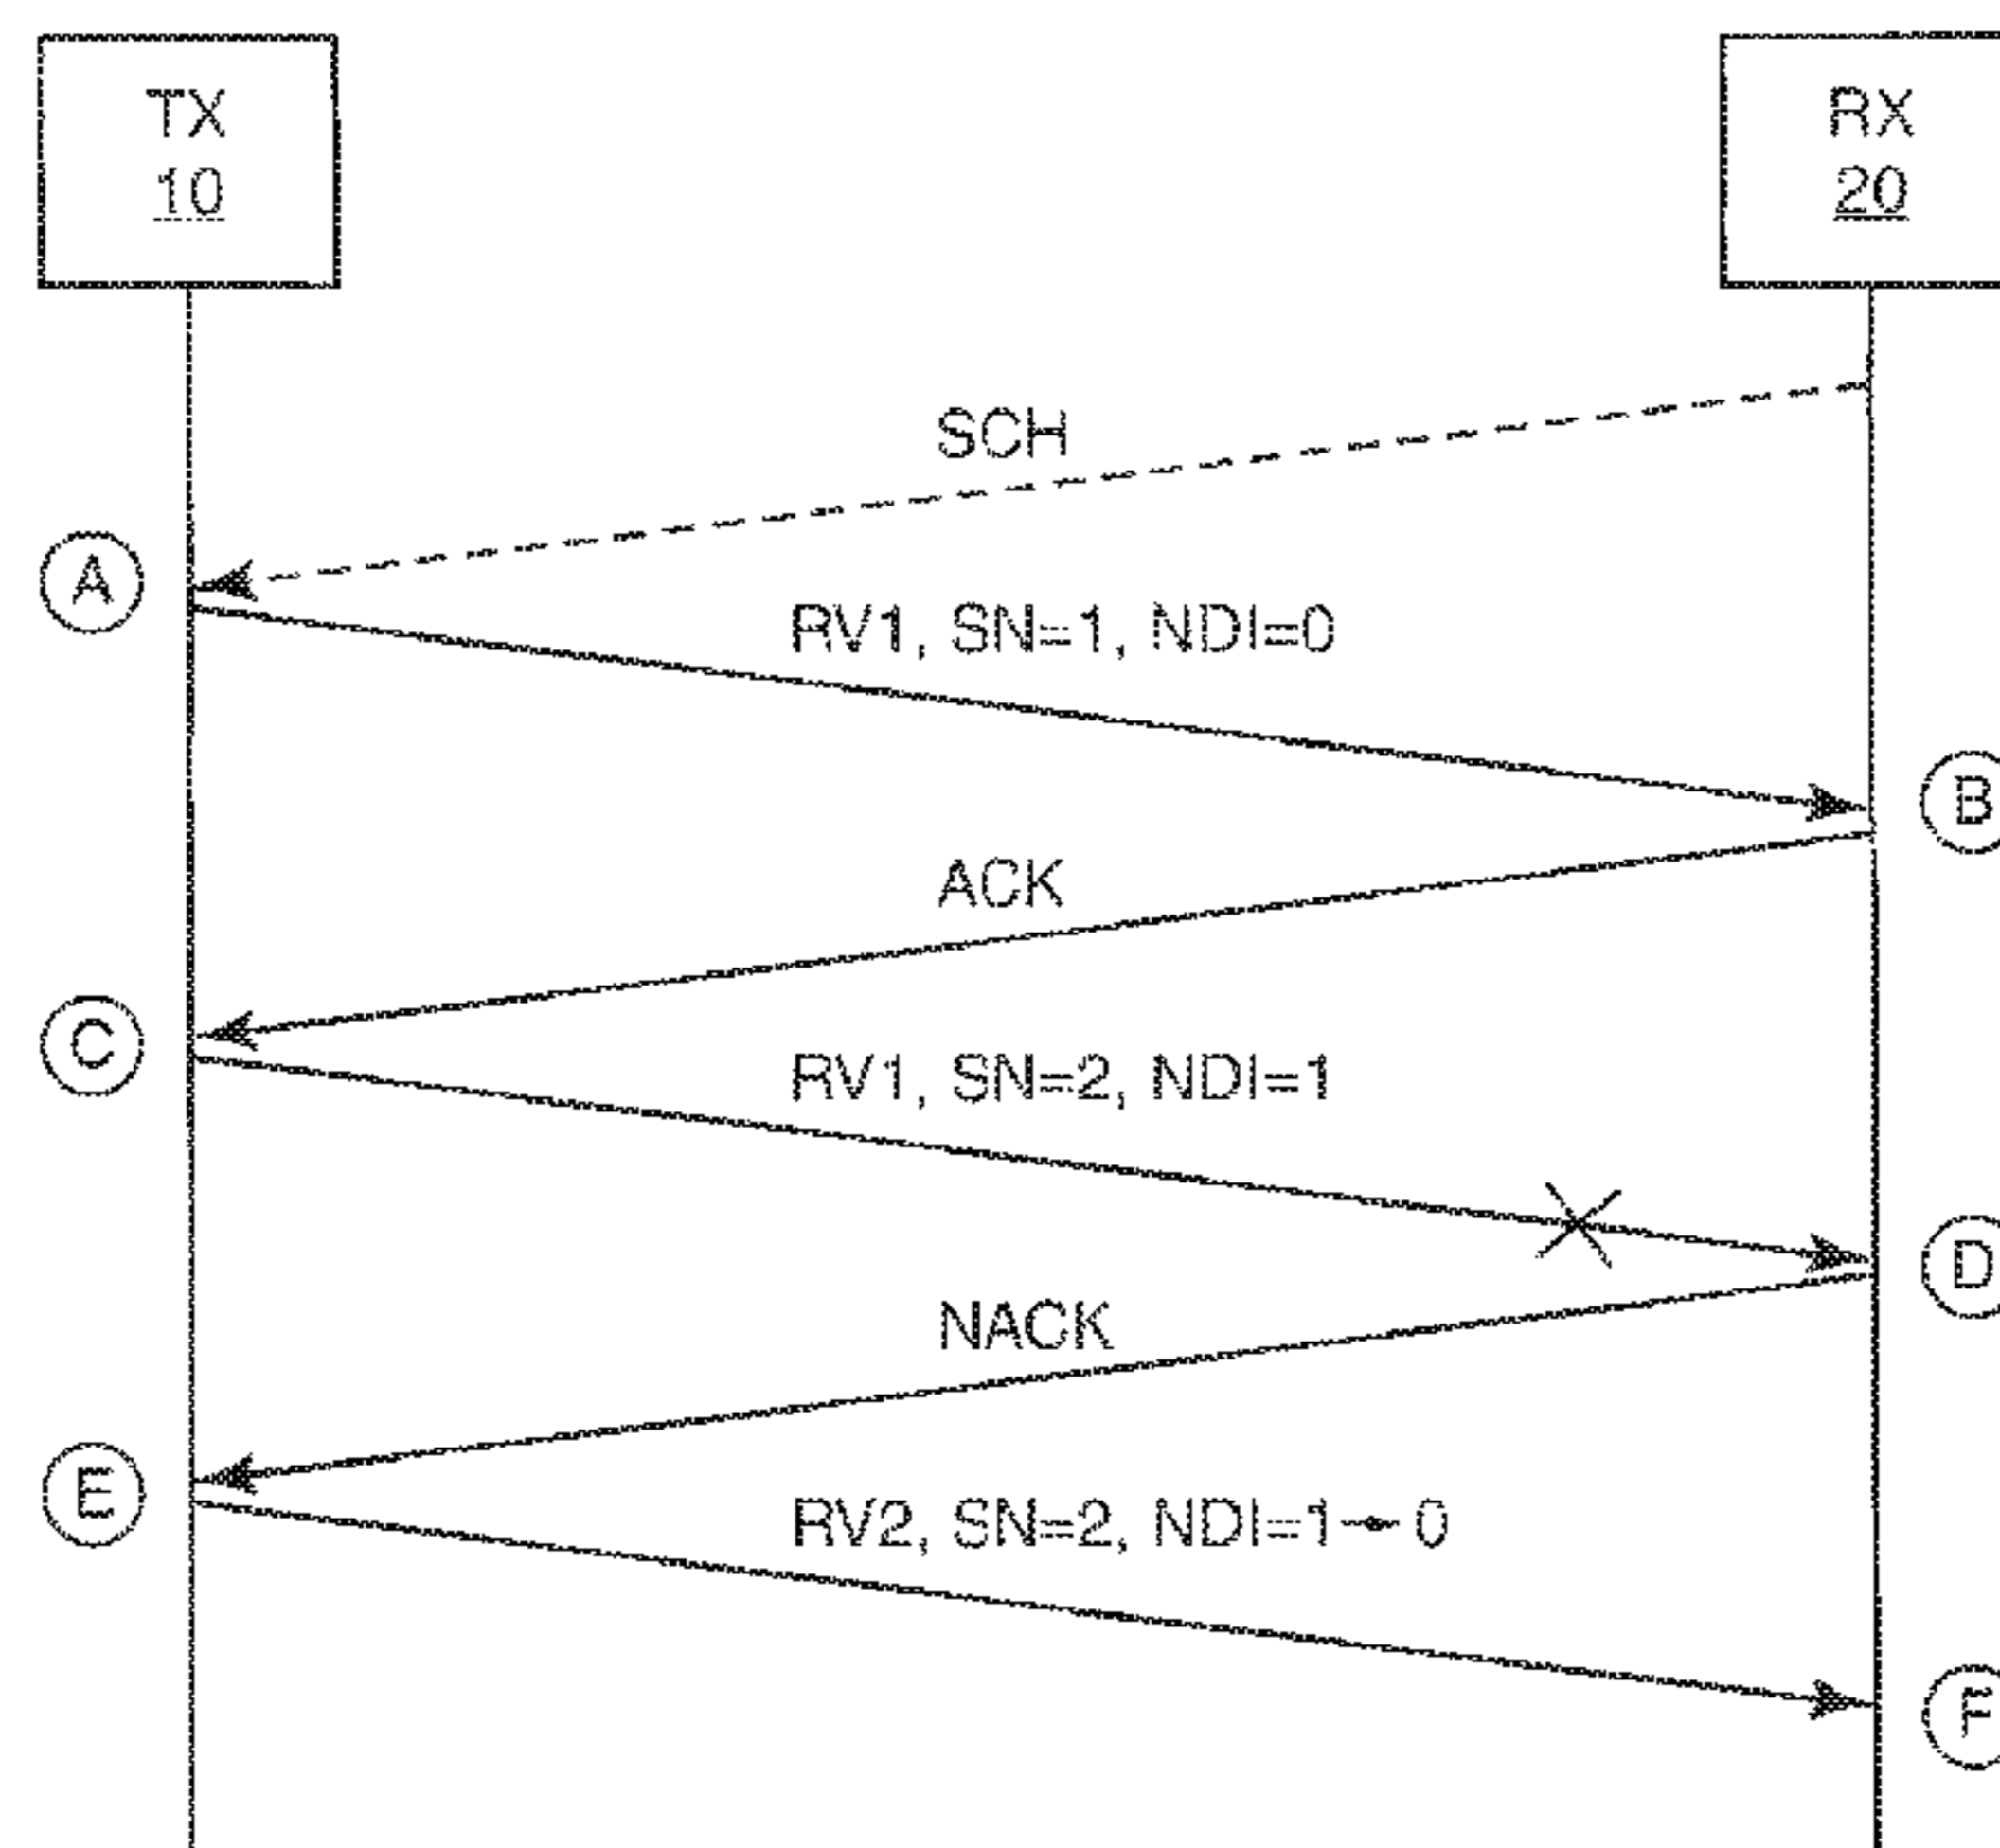 TX
10
RX
20
SCH
A
RV1, SN=1, NDI=0
B
ACK
C
RV1, SN=2, NDI=1
D
NACK
E
RV2, SN=2, NDI=1→0
F